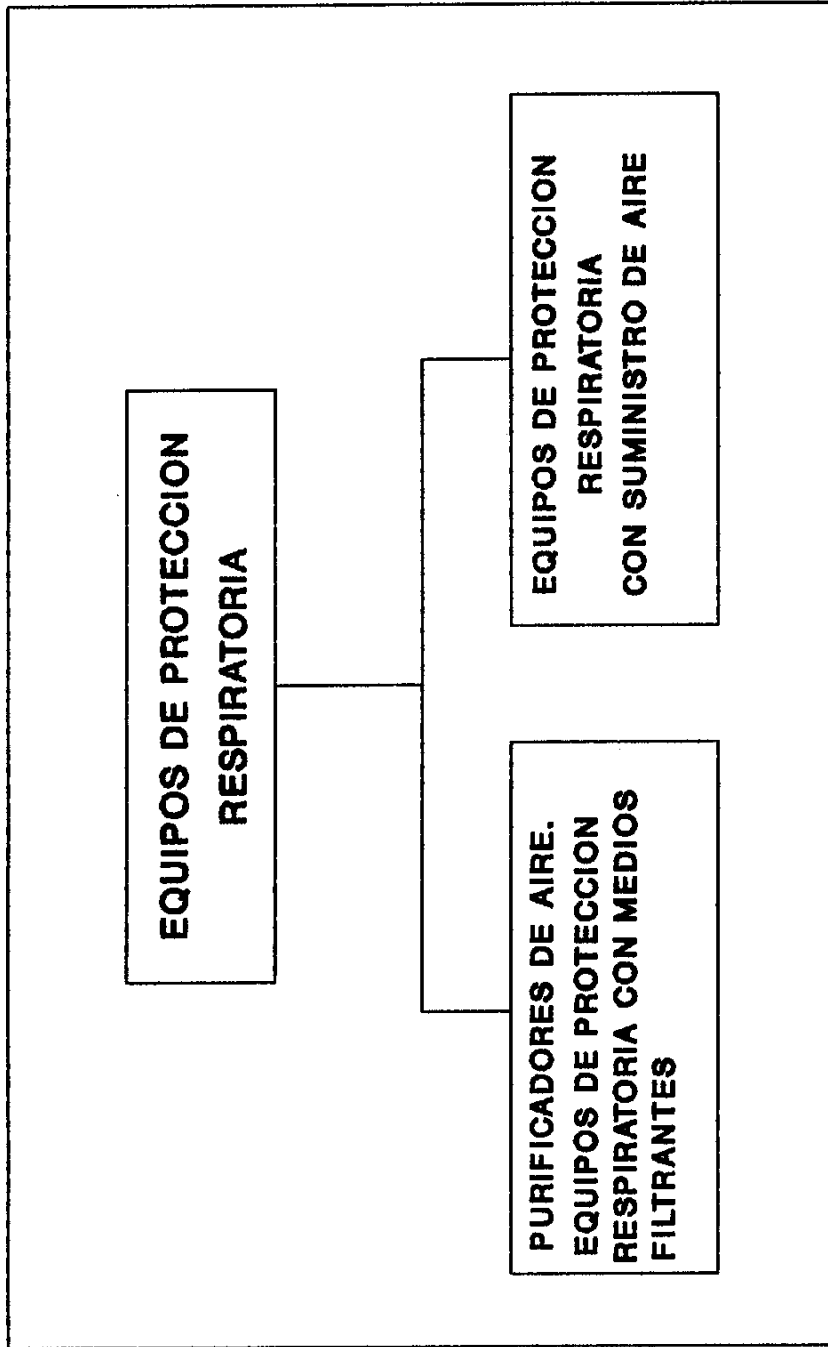 EQUIPOS DE PROTECCION
RESPIRATORIA
PURIFICADORES DE AIRE.
EQUIPOS DE PROTECCION
RESPIRATORIA CON MEDIOS
FILTRANTES
EQUIPOS DE PROTECCION
RESPIRATORIA
CON SUMINISTRO DE AIRE